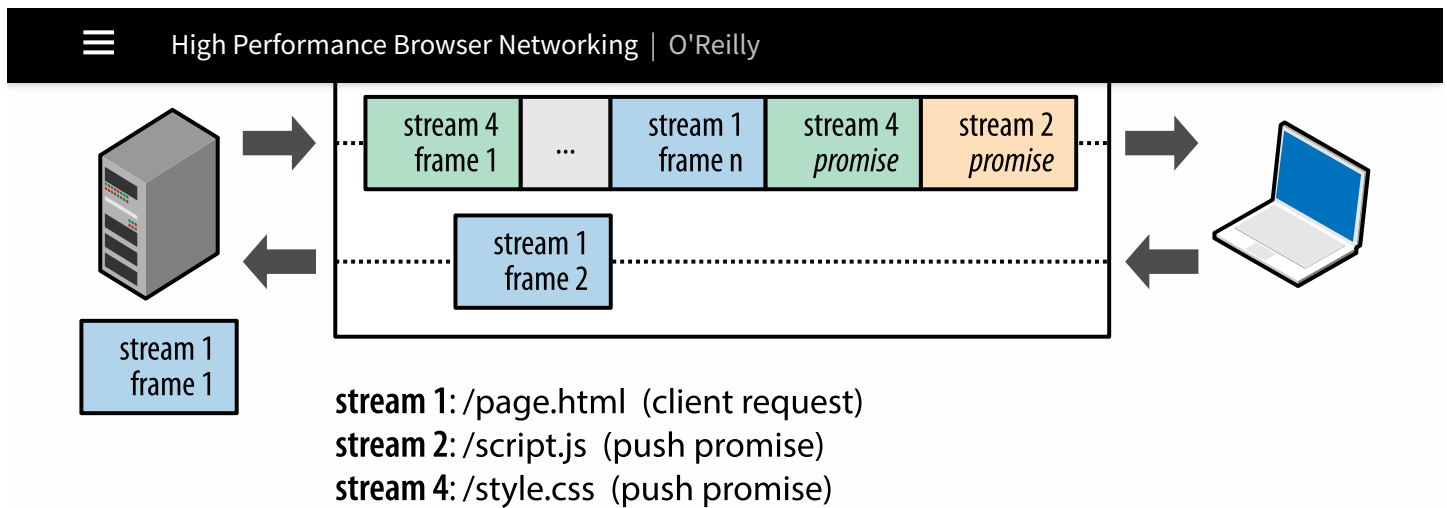 High Performance Browser Networking | O'Reilly
stream 4
frame 1
...
stream 1
frame n
stream 4
promise
stream 2
promise
stream 1
frame 2
stream 1
frame 1
stream 1: /page.html (client request)
stream 2: /script.js (push promise)
stream 4: /style.css (push promise)